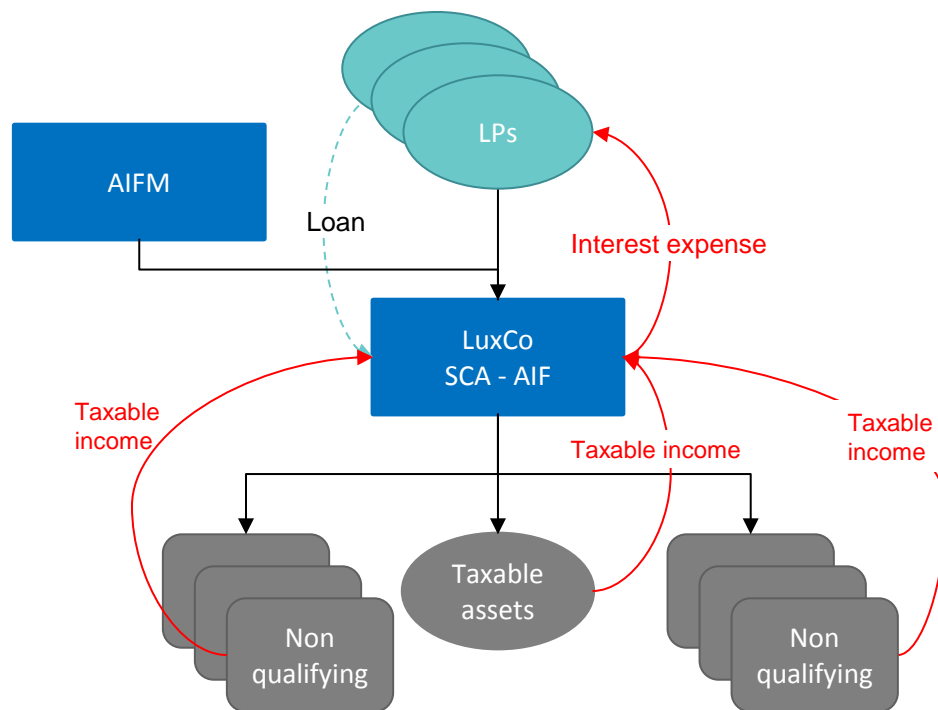 LPs
AIFM
Loan
Interest expense
LuxCo
SCA - AIF
Taxable
income
Taxable income
Taxable
income
Taxable
assets
Non
qualifying
Non
qualifying